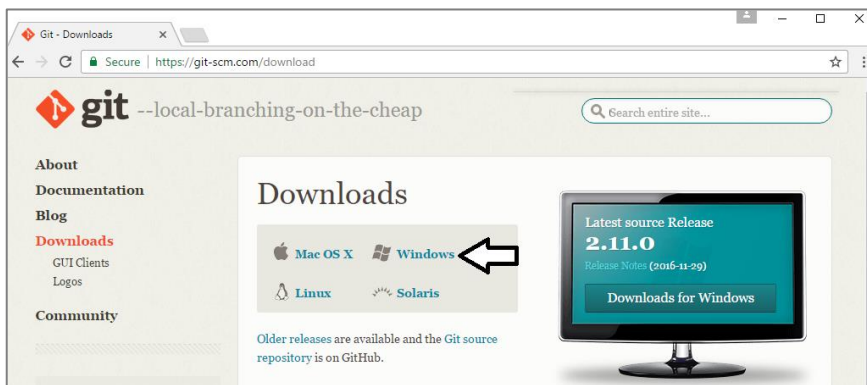 Git - Downloads
Secure | https://git-scm.com/download
git --local-branching-on-the-cheap
Search entire site...
About
Documentation
Blog
Downloads
GUI Clients
Logos
Community
Downloads
Mac OS X Windows
Linux Solaris
Older releases are available and the Git source
repository is on GitHub.
Latest source Release
2.11.0
Release Notes (2016-11-29)
Downloads for Windows